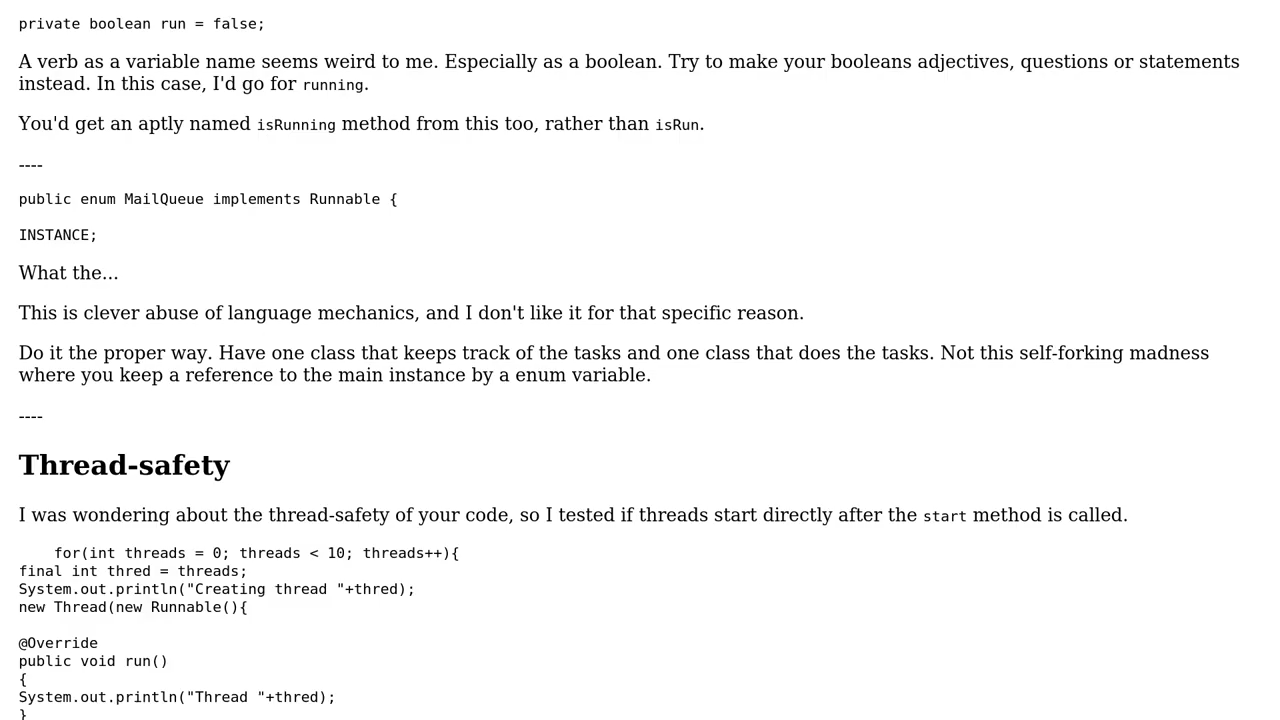 private boolean run = false;
A verb as a variable name seems weird to me. Especially as a boolean. Try to make your booleans adjectives, questions or statements
instead. In this case, I'd go for running.
You'd get an aptly named isRunning method from this too, rather than isRun.
----
public enum MailQueue implements Runnable {
INSTANCE;
What the...
This is clever abuse of language mechanics, and I don't like it for that specific reason.
Do it the proper way. Have one class that keeps track of the tasks and one class that does the tasks. Not this self-forking madness
where you keep a reference to the main instance by a enum variable.
----
Thread-safety
I was wondering about the thread-safety of your code, so I tested if threads start directly after the start method is called.
    for(int threads = 0; threads < 10; threads++){
final int thred = threads;
System.out.println("Creating thread "+thred);
new Thread(new Runnable(){
@Override
public void run()
{
System.out.println("Thread "+thred);
}